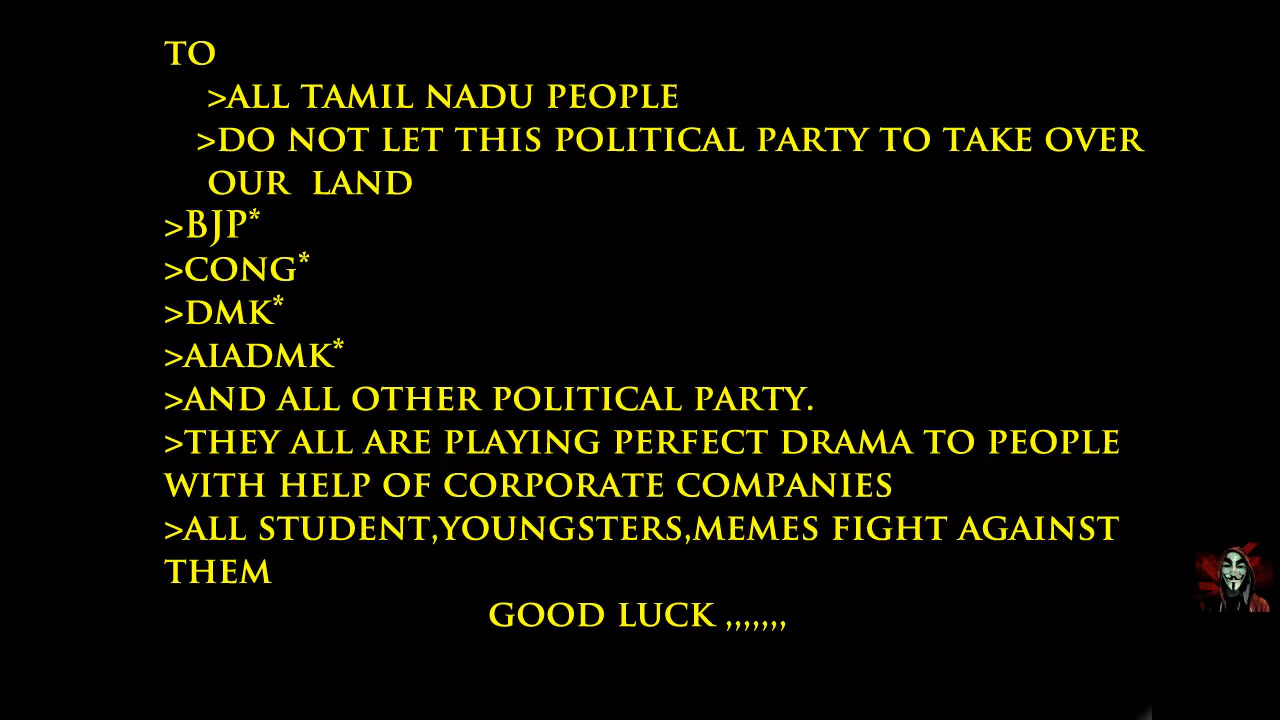 TO
>ALL TAMIL NADU PEOPLE
>DO NOT LET THIS POLITICAL PARTY TO TAKE OVER
OUR  LAND
>BJP*
>CONG*
>DMK*
>AIADMK*
>AND ALL OTHER POLITICAL PARTY.
>THEY ALL ARE PLAYING PERFECT DRAMA TO PEOPLE
WITH HELP OF CORPORATE COMPANIES
>ALL STUDENT,YOUNGSTERS,MEMES FIGHT AGAINST
THEM
GOOD LUCK ,,,,,,,